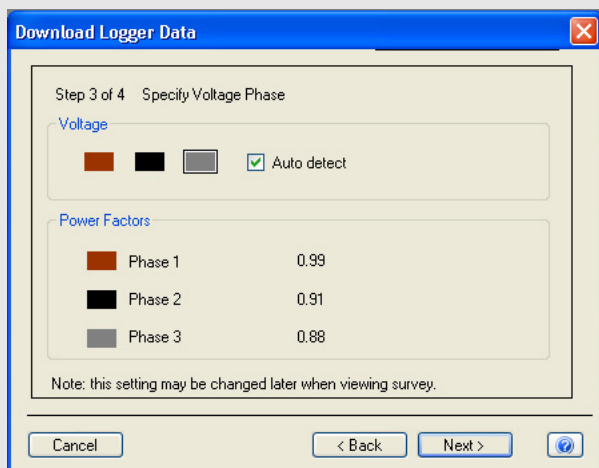 Download Logger Data
Step 3 of 4 Specify Voltage Phase
Voltage
Auto detect
Power Factors
Phase 1 0.99
Phase 2 0.91
Phase 3 0.88
Note: this setting may be changed later when viewing survey.
Cancel < Back Next > ?